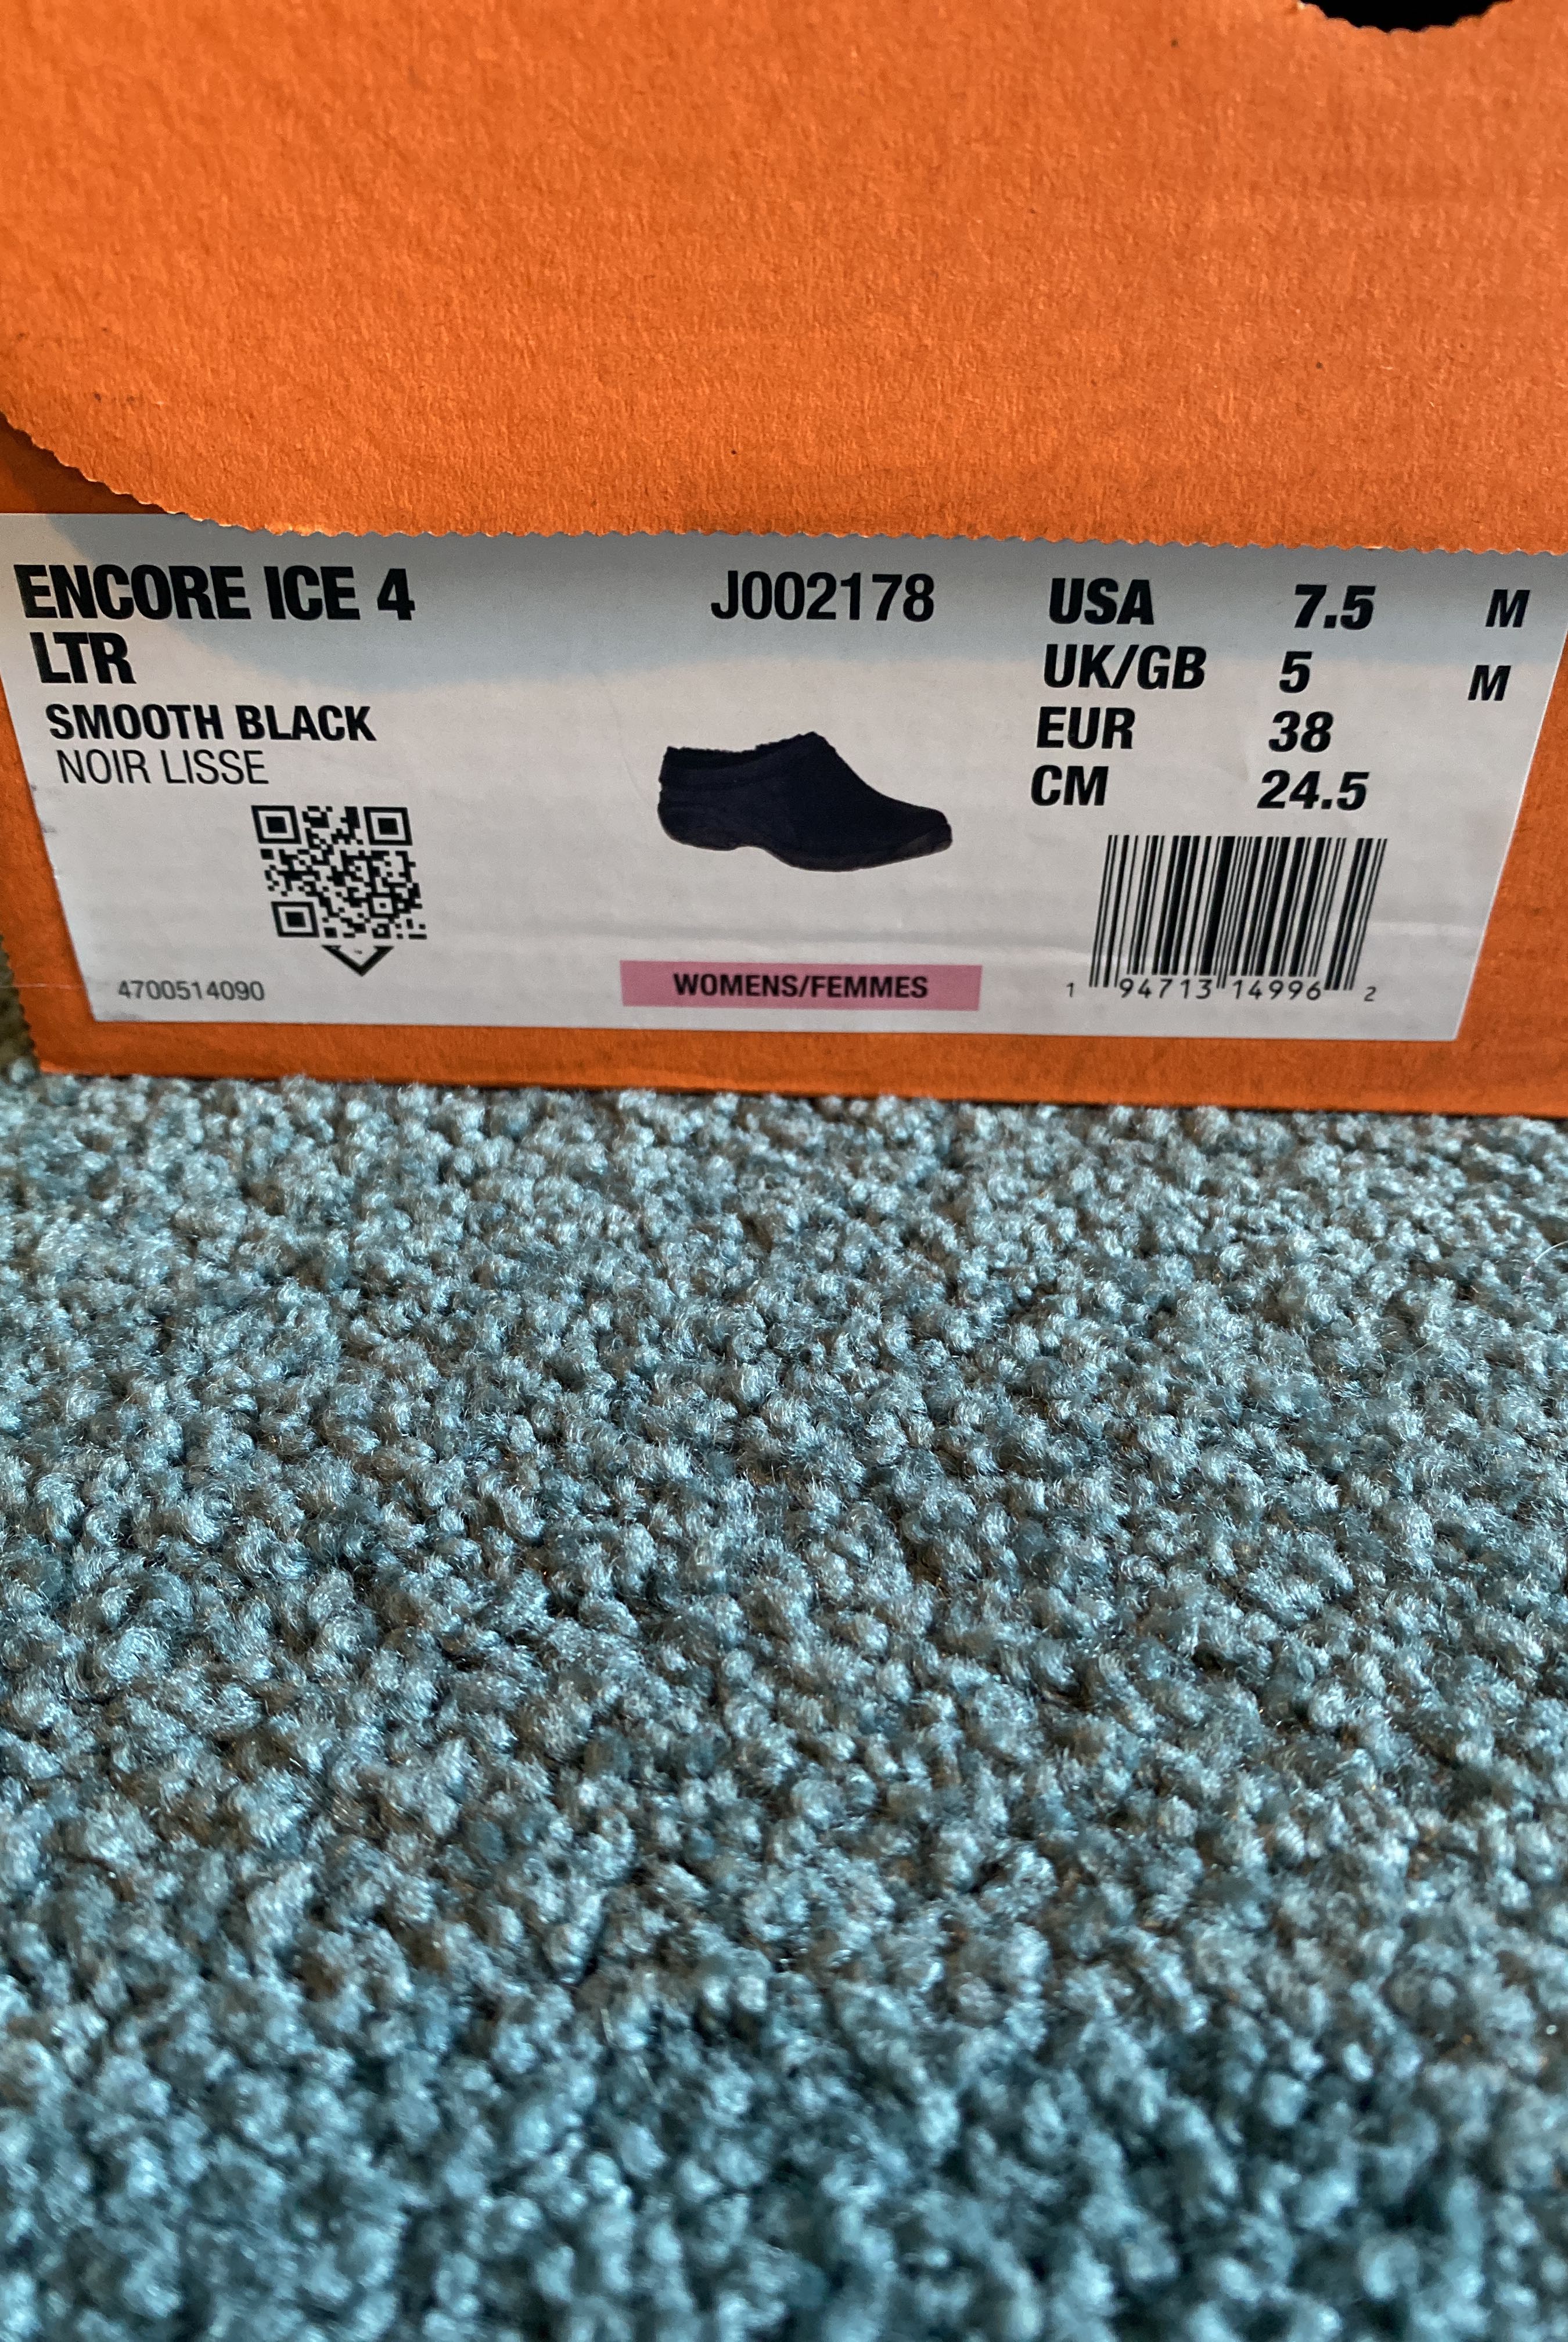 ENCORE ICE 4
LTR
SMOOTH BLACK
NOIR LISSE
4700514090
J002178
WOMENS/FEMMES
USA 7.5 M
UK/GB 5 M
EUR 38
CM 24.5
1 94713 14996 2